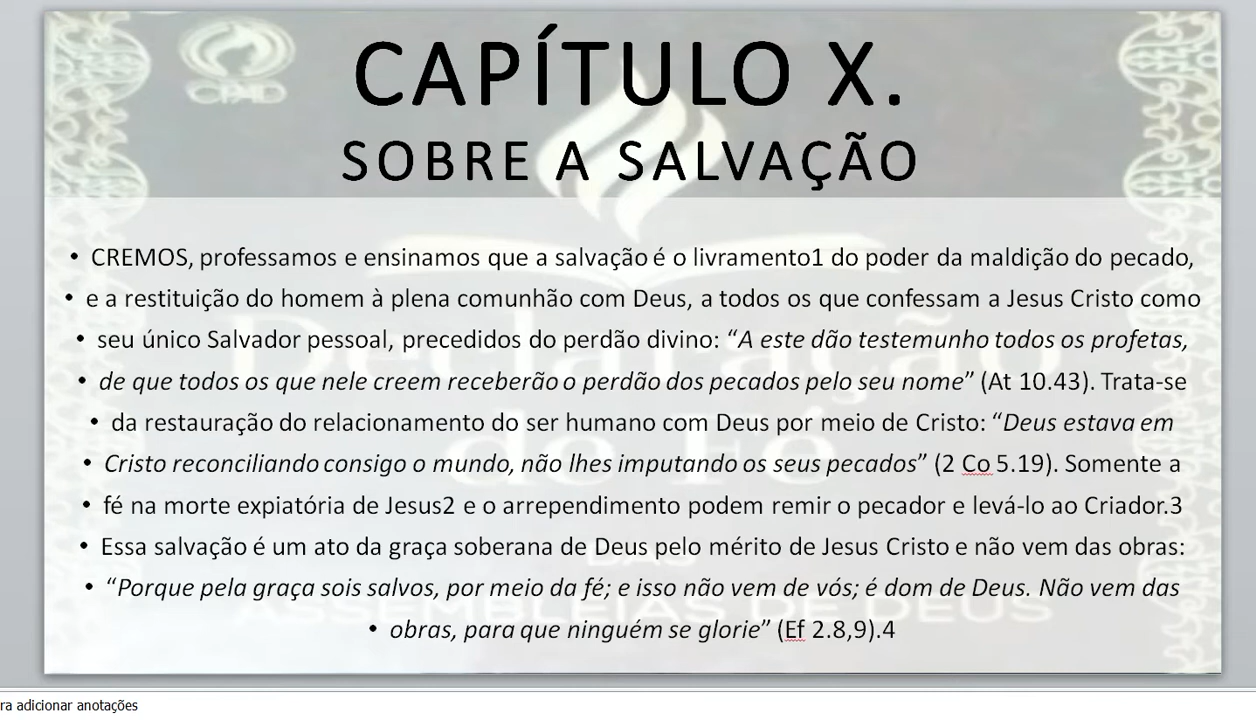 CPAD
CAPÍTULO X.
SOBRE A SALVAÇÃO
• CREMOS, professamos e ensinamos que a salvação é o livramento1 do poder da maldição do pecado,
• e a restituição do homem à plena comunhão com Deus, a todos os que confessam a Jesus Cristo como
• seu único Salvador pessoal, precedidos do perdão divino: “A este dão testemunho todos os profetas,
• de que todos os que nele creem receberão o perdão dos pecados pelo seu nome” (At 10.43). Trata-se
• da restauração do relacionamento do ser humano com Deus por meio de Cristo: “Deus estava em
• Cristo reconciliando consigo o mundo, não lhes imputando os seus pecados” (2 Co 5.19). Somente a
• fé na morte expiatória de Jesus2 e o arrependimento podem remir o pecador e levá-lo ao Criador.3
• Essa salvação é um ato da graça soberana de Deus pelo mérito de Jesus Cristo e não vem das obras:
• “Porque pela graça sois salvos, por meio da fé; e isso não vem de vós; é dom de Deus. Não vem das
• obras, para que ninguém se glorie” (Ef 2.8,9).4
Declaração
de Fé
DAS
ASSEMBLEIAS DE DEUS
ra adicionar anotações